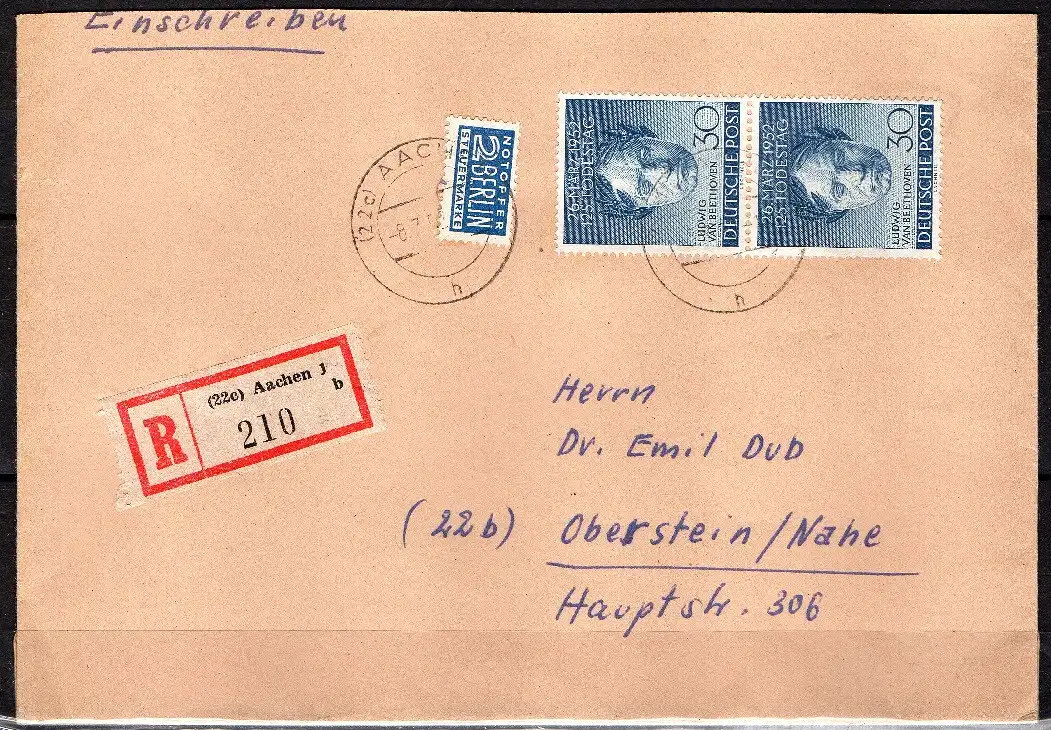 Einschreiben
(22c) AACH
-8.7.
h
NOTOPFER
2 BERLIN
STEUERMARKE
26. MÄRZ 1952
125. TODESTAG
LUDWIG
VAN BEETHOVEN
30
DEUTSCHE POST
26. MÄRZ 1952
125. TODESTAG
LUDWIG
VAN BEETHOVEN
30
DEUTSCHE POST
h
R
(22c) Aachen 1
b
210
Herrn
Dr. Emil Dub
(22b) Oberstein/Nahe
Hauptstr. 306